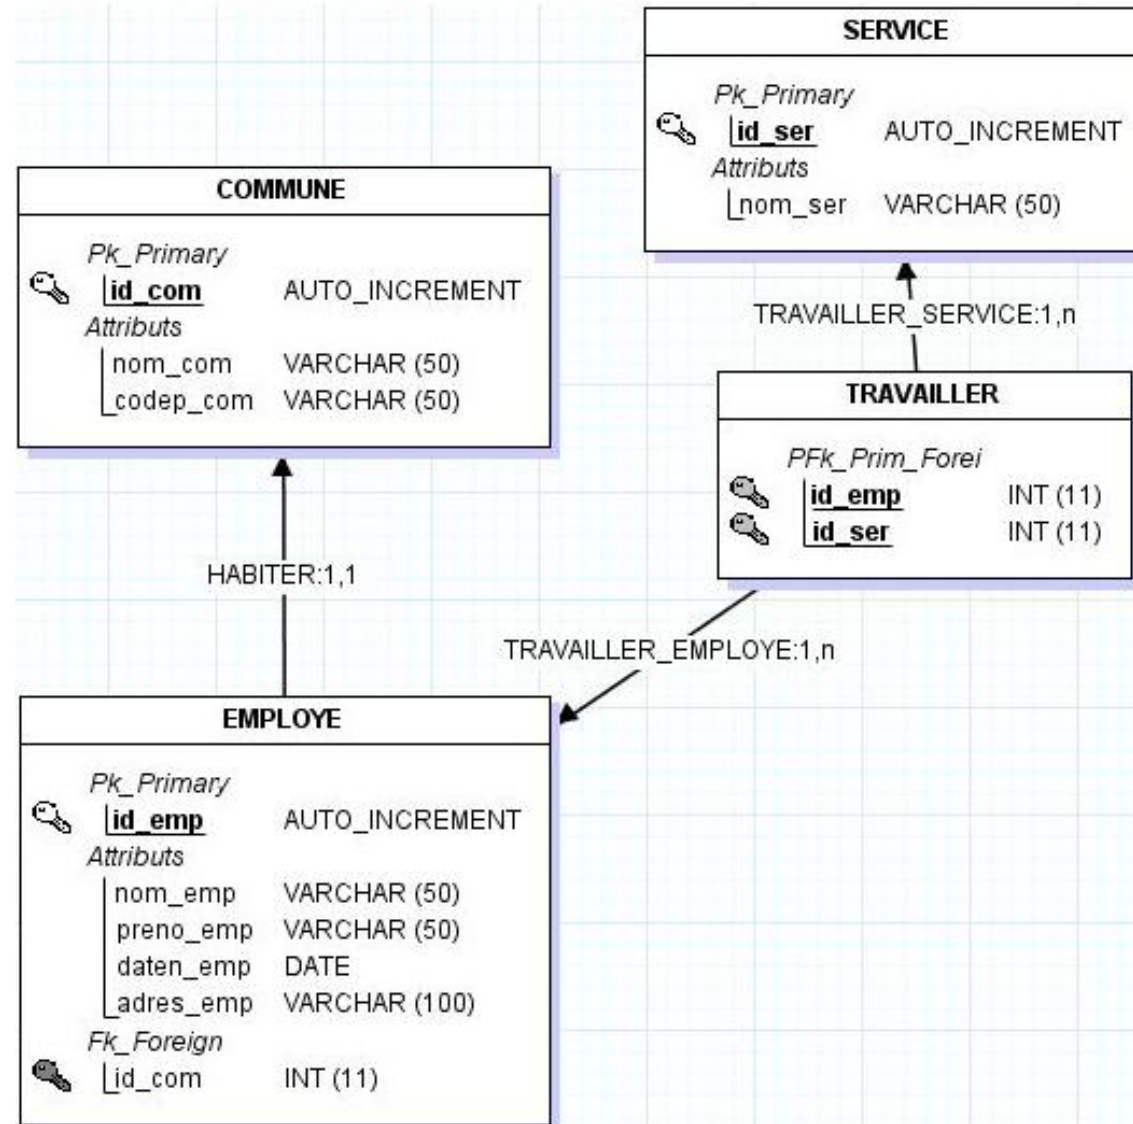 SERVICE
Pk_Primary
id_ser AUTO_INCREMENT
Attributs
nom_ser VARCHAR (50)
COMMUNE
Pk_Primary
id_com AUTO_INCREMENT
Attributs
nom_com VARCHAR (50)
codep_com VARCHAR (50)
TRAVAILLER_SERVICE:1,n
TRAVAILLER
PFk_Prim_Forei
id_emp INT (11)
id_ser INT (11)
HABITER:1,1
TRAVAILLER_EMPLOYE:1,n
EMPLOYE
Pk_Primary
id_emp AUTO_INCREMENT
Attributs
nom_emp VARCHAR (50)
preno_emp VARCHAR (50)
daten_emp DATE
adres_emp VARCHAR (100)
Fk_Foreign
id_com INT (11)